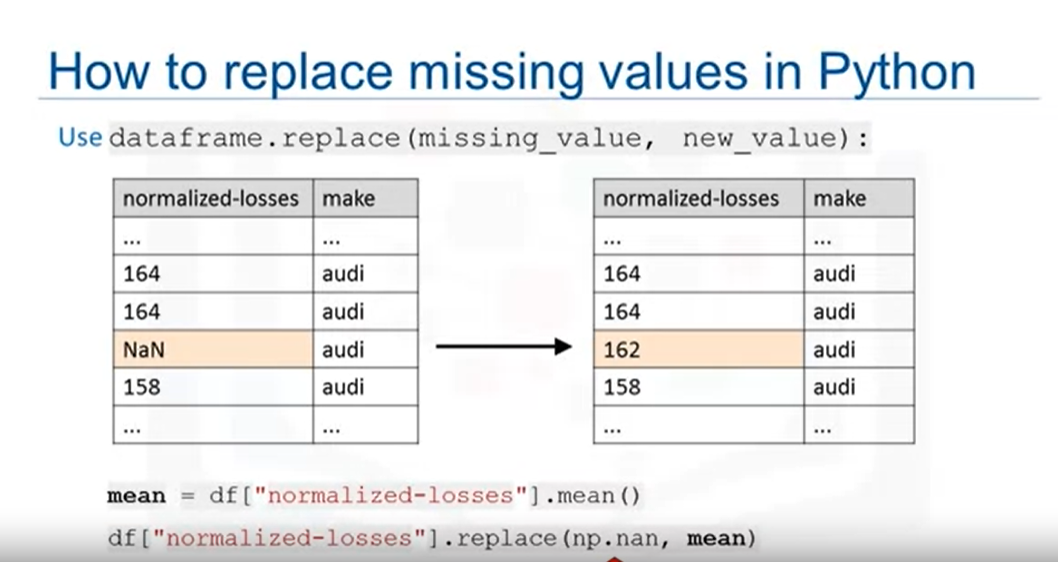 How to replace missing values in Python
Use dataframe.replace(missing_value, new_value):
normalized-losses make
... ...
164 audi
164 audi
NaN audi
158 audi
... ...
normalized-losses make
... ...
164 audi
164 audi
162 audi
158 audi
... ...
mean = df["normalized-losses"].mean()
df["normalized-losses"].replace(np.nan, mean)